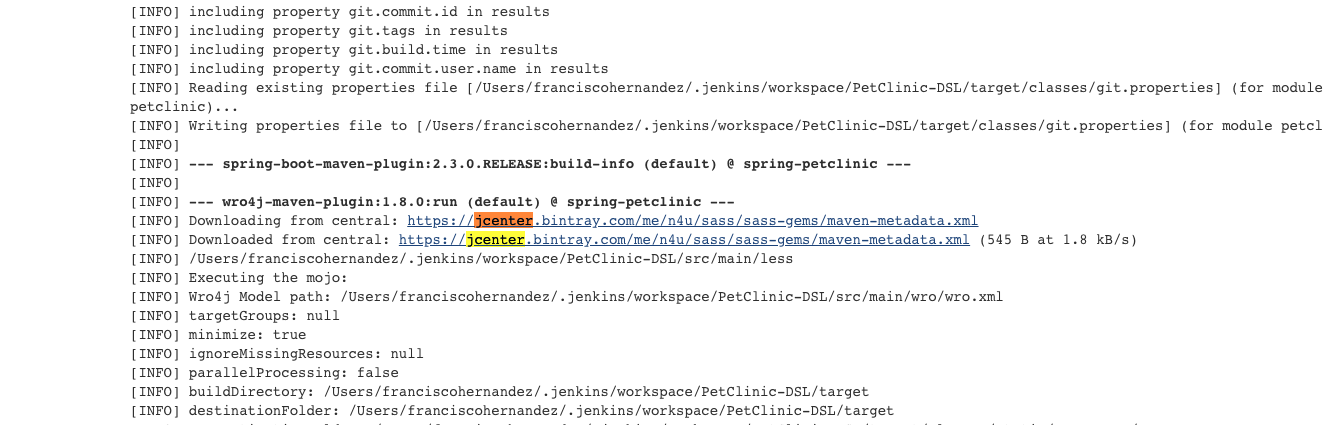 [INFO] including property git.commit.id in results
[INFO] including property git.tags in results
[INFO] including property git.build.time in results
[INFO] including property git.commit.user.name in results
[INFO] Reading existing properties file [/Users/franciscohernandez/.jenkins/workspace/PetClinic-DSL/target/classes/git.properties] (for module
petclinic)...
[INFO] Writing properties file to [/Users/franciscohernandez/.jenkins/workspace/PetClinic-DSL/target/classes/git.properties] (for module petcl
[INFO]
[INFO] --- spring-boot-maven-plugin:2.3.0.RELEASE:build-info (default) @ spring-petclinic ---
[INFO]
[INFO] --- wro4j-maven-plugin:1.8.0:run (default) @ spring-petclinic ---
[INFO] Downloading from central: https://jcenter.bintray.com/me/n4u/sass/sass-gems/maven-metadata.xml
[INFO] Downloaded from central: https://jcenter.bintray.com/me/n4u/sass/sass-gems/maven-metadata.xml (545 B at 1.8 kB/s)
[INFO] /Users/franciscohernandez/.jenkins/workspace/PetClinic-DSL/src/main/less
[INFO] Executing the mojo:
[INFO] Wro4j Model path: /Users/franciscohernandez/.jenkins/workspace/PetClinic-DSL/src/main/wro/wro.xml
[INFO] targetGroups: null
[INFO] minimize: true
[INFO] ignoreMissingResources: null
[INFO] parallelProcessing: false
[INFO] buildDirectory: /Users/franciscohernandez/.jenkins/workspace/PetClinic-DSL/target
[INFO] destinationFolder: /Users/franciscohernandez/.jenkins/workspace/PetClinic-DSL/target